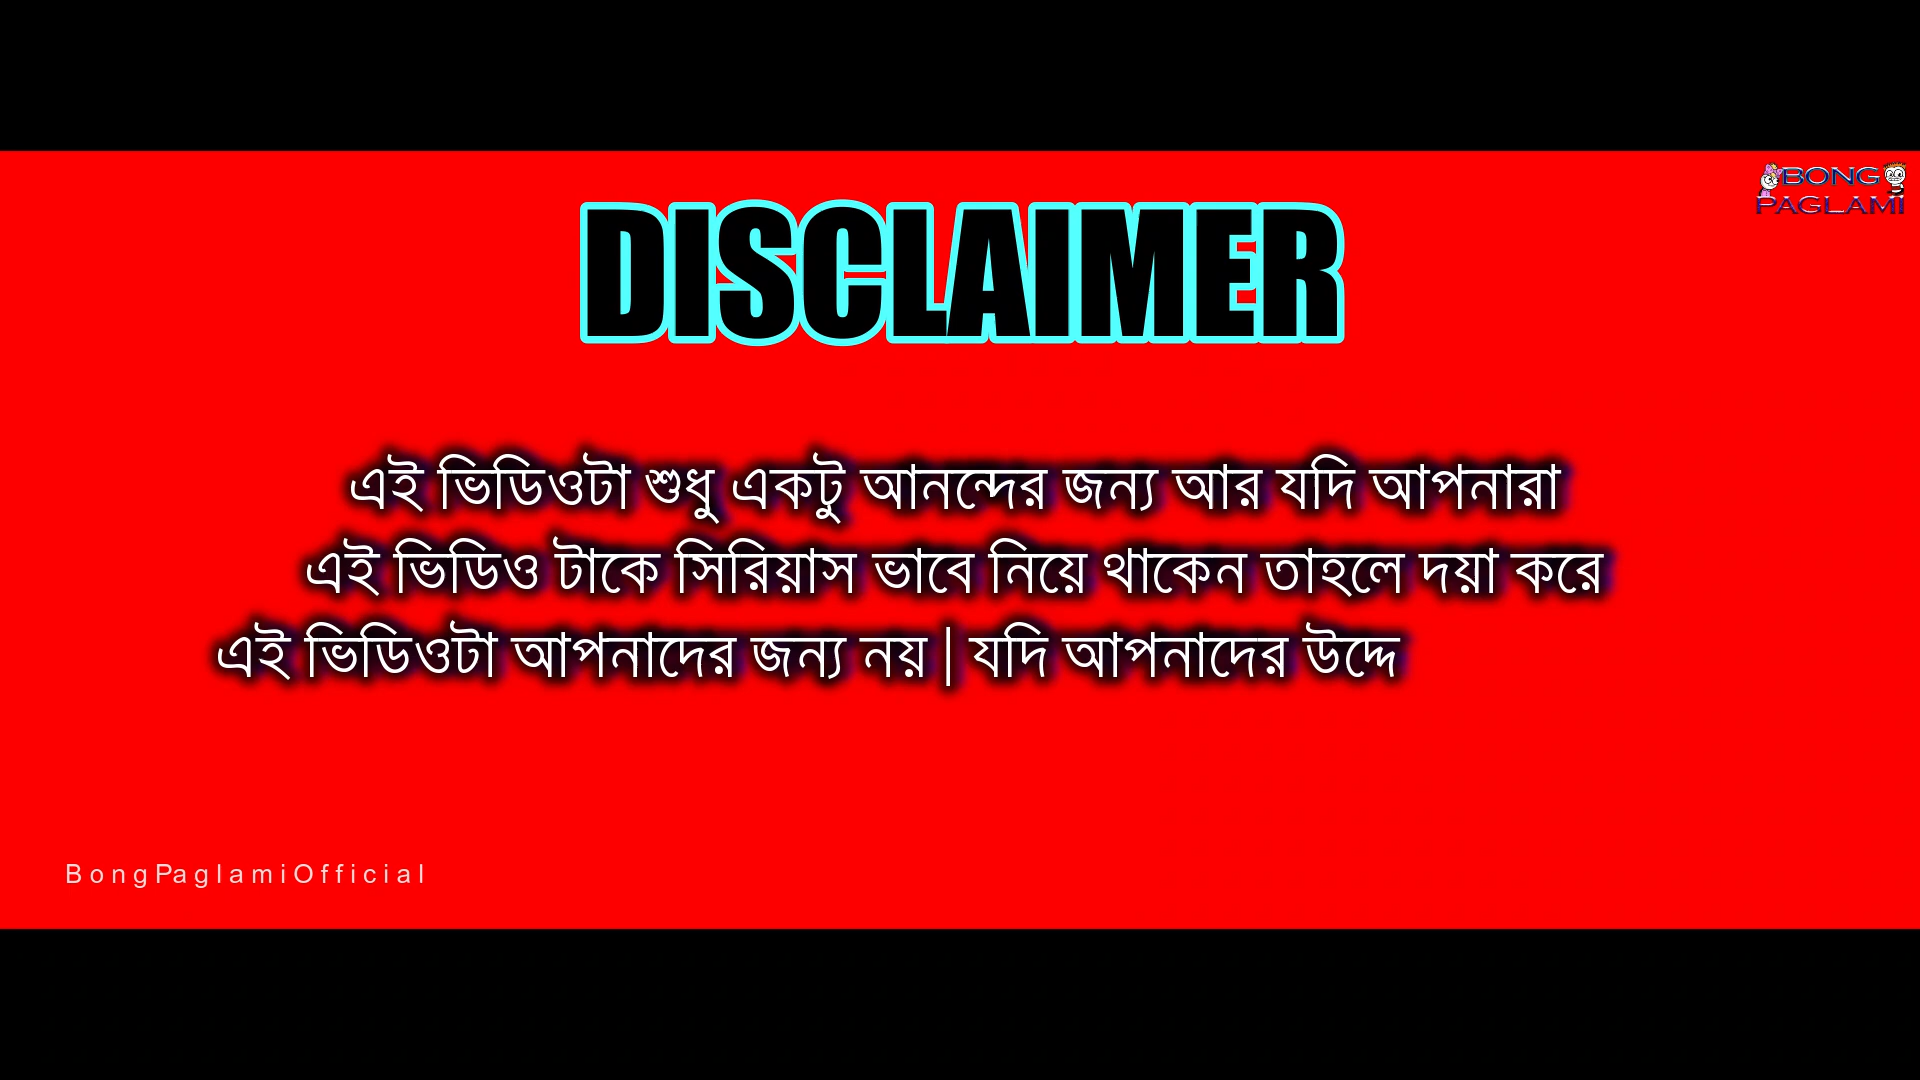 BONG
PAGLAMI
DISCLAIMER
এই ভিডিওটা শুধু একটু আনন্দের জন্য আর যদি আপনারা
এই ভিডিও টাকে সিরিয়াস ভাবে নিয়ে থাকেন তাহলে দয়া করে
এই ভিডিওটা আপনাদের জন্য নয় | যদি আপনাদের উদ্দে
BongPaglamiOfficial